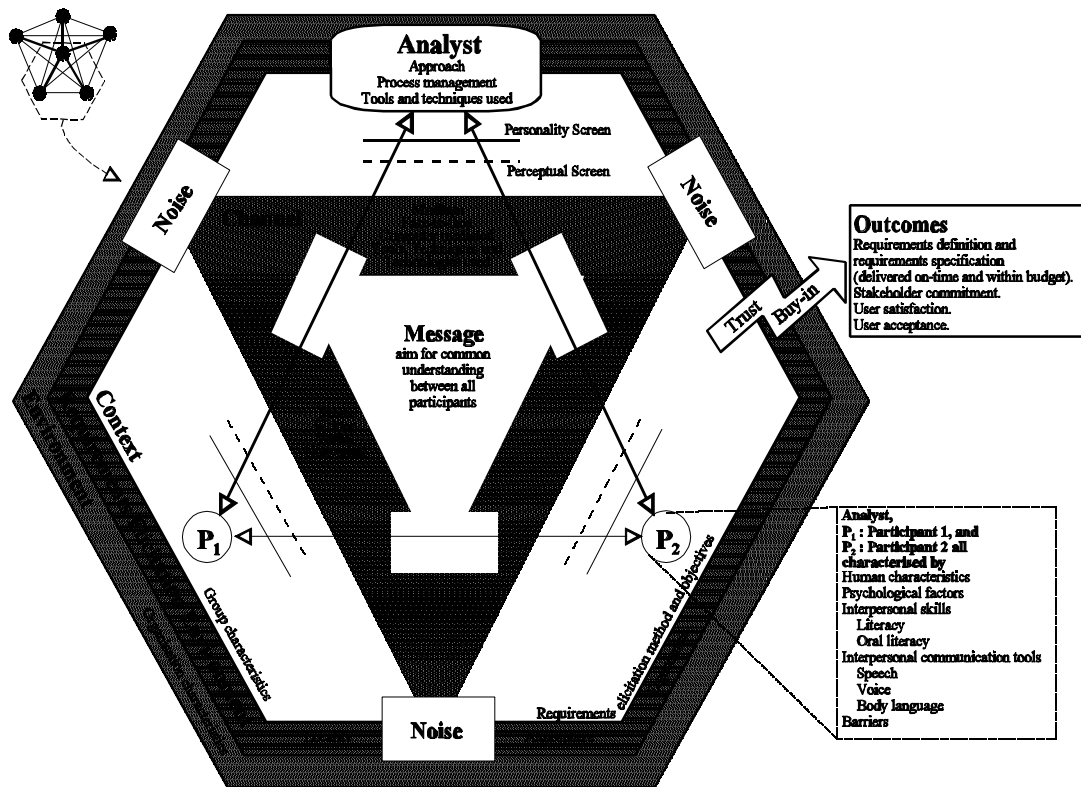 Analyst
Approach
Process management
Tools and techniques used
Personality Screen
Perceptual Screen
Noise
Noise
Channel
Outcomes
Requirements definition and
requirements specification
(delivered on-time and within budget).
Stakeholder commitment.
User satisfaction.
User acceptance.
Trust
Buy-in
Message
aim for common
understanding
between all
participants
Context
Environment
P1
P2
Group characteristics
Requirements elicitation method and objectives
Noise
Analyst,
P1 : Participant 1, and
P2 : Participant 2 all
characterised by
Human characteristics
Psychological factors
Interpersonal skills
Literacy
Oral literacy
Interpersonal communication tools
Speech
Voice
Body language
Barriers